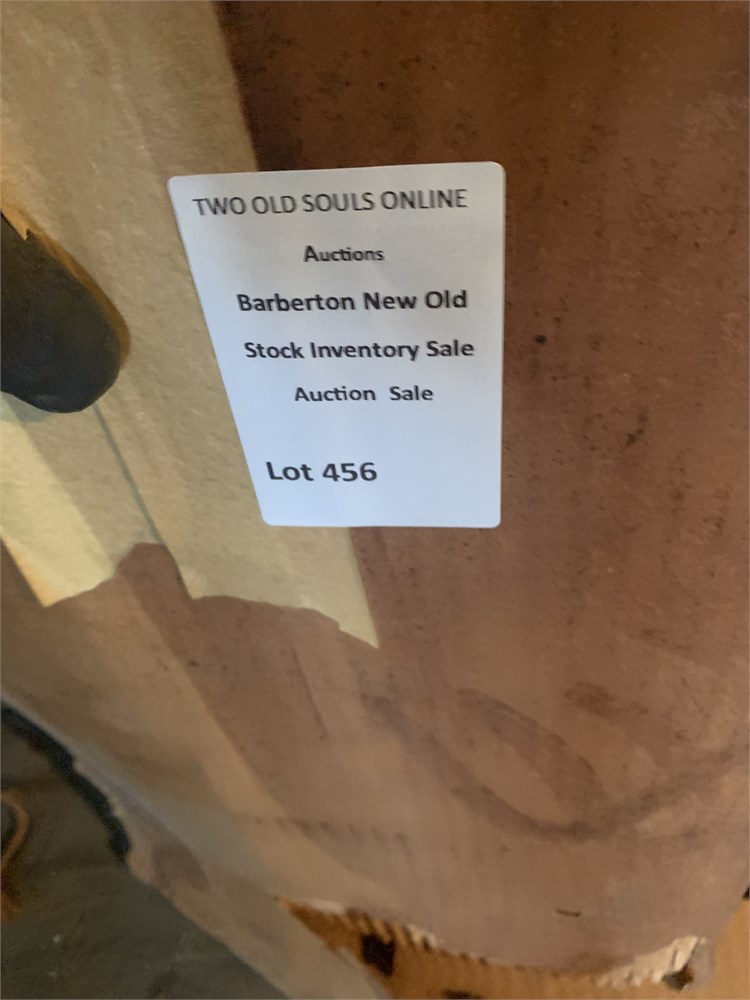 TWO OLD SOULS ONLINE
Auctions
Barberton New Old
Stock Inventory Sale
Auction Sale
Lot 456